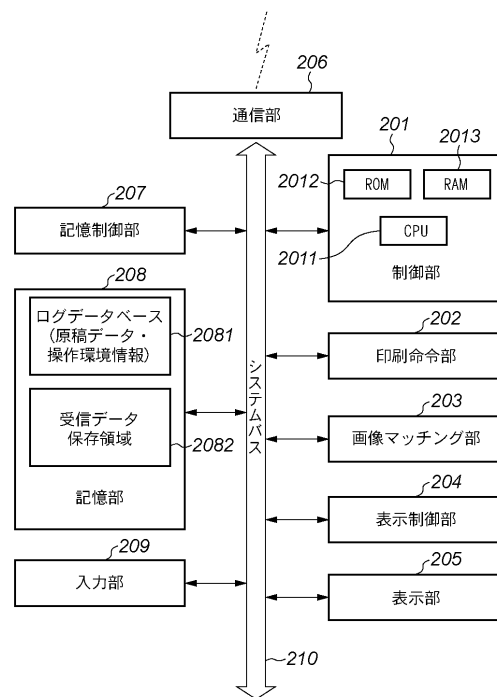 206
通信部
201
2013
2012
ROM
RAM
207
CPU
記憶制御部
2011
制御部
208
ログデータベース
(原稿データ・
操作環境情報)
2081
202
印刷命令部
システムバス
受信データ
保存領域
2082
203
画像マッチング部
記憶部
204
表示制御部
209
入力部
205
表示部
210